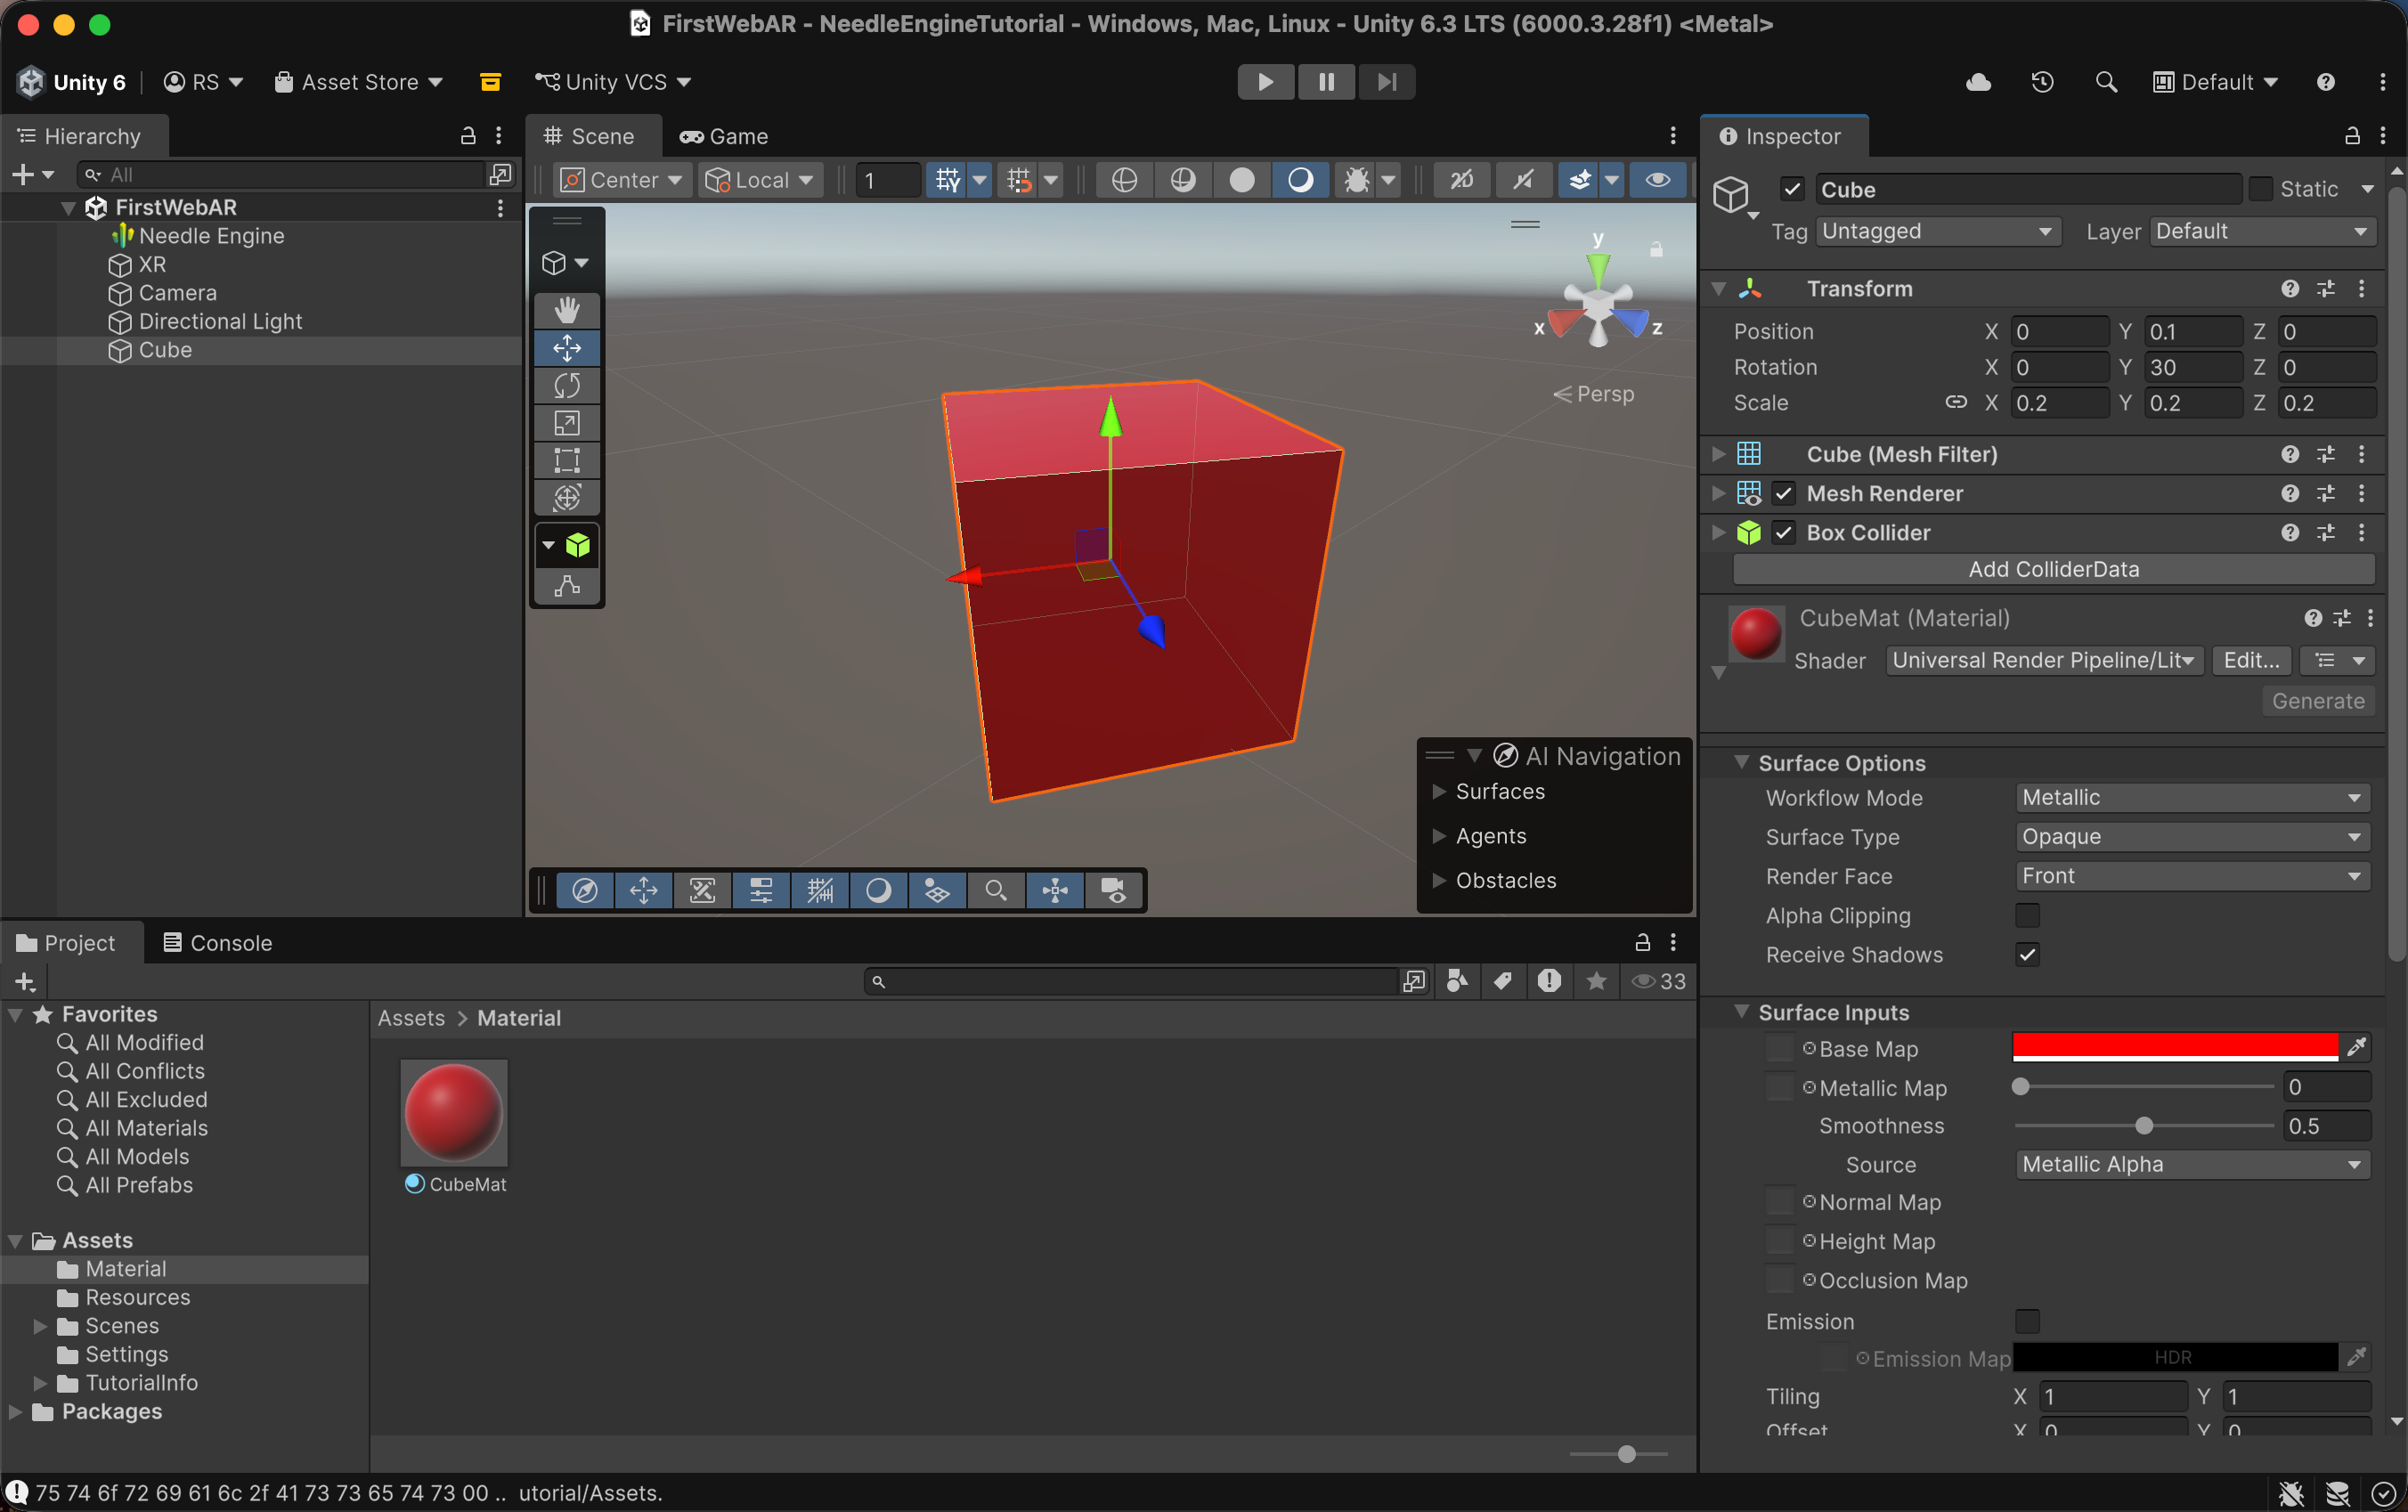 FirstWebAR - NeedleEngineTutorial - Windows, Mac, Linux - Unity 6.3 LTS (6000.3.28f1) <Metal>
Unity 6 RS Asset Store Unity VCS Default
Hierarchy
All
FirstWebAR
Needle Engine
XR
Camera
Directional Light
Cube
Scene Game
Center Local 1 2D
y
x z
Persp
AI Navigation
Surfaces
Agents
Obstacles
Inspector
Cube Static
Tag Untagged Layer Default
Transform
Position X 0 Y 0.1 Z 0
Rotation X 0 Y 30 Z 0
Scale X 0.2 Y 0.2 Z 0.2
Cube (Mesh Filter)
Mesh Renderer
Box Collider
Add ColliderData
CubeMat (Material)
Shader Universal Render Pipeline/Lit Edit...
Generate
Surface Options
Workflow Mode Metallic
Surface Type Opaque
Render Face Front
Alpha Clipping
Receive Shadows
Surface Inputs
Base Map
Metallic Map 0
Smoothness 0.5
Source Metallic Alpha
Normal Map
Height Map
Occlusion Map
Emission
Emission Map HDR
Tiling X 1 Y 1
Offset X 0 Y 0
Project Console
33
Favorites
All Modified
All Conflicts
All Excluded
All Materials
All Models
All Prefabs
Assets
Material
Resources
Scenes
Settings
TutorialInfo
Packages
Assets > Material
CubeMat
75 74 6f 72 69 61 6c 2f 41 73 73 65 74 73 00 .. utorial/Assets.